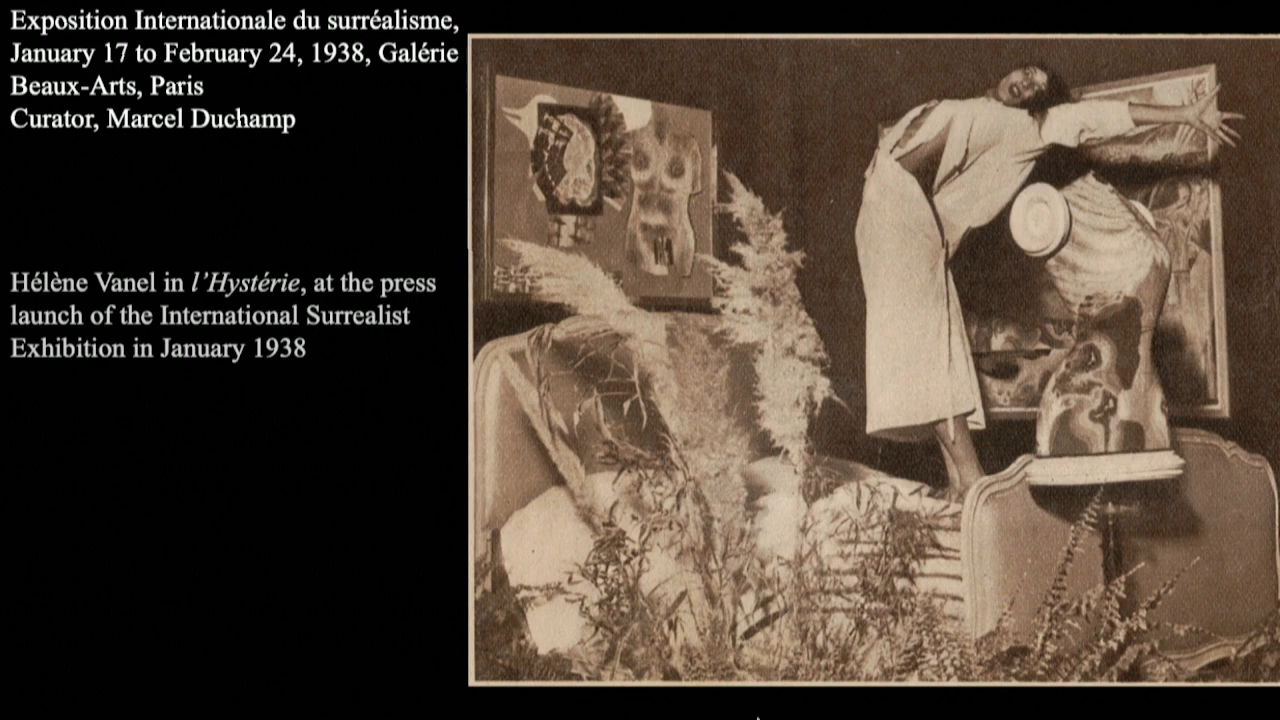 Exposition Internationale du surréalisme,
January 17 to February 24, 1938, Galérie
Beaux-Arts, Paris
Curator, Marcel Duchamp
Hélène Vanel in l’Hystérie, at the press
launch of the International Surrealist
Exhibition in January 1938